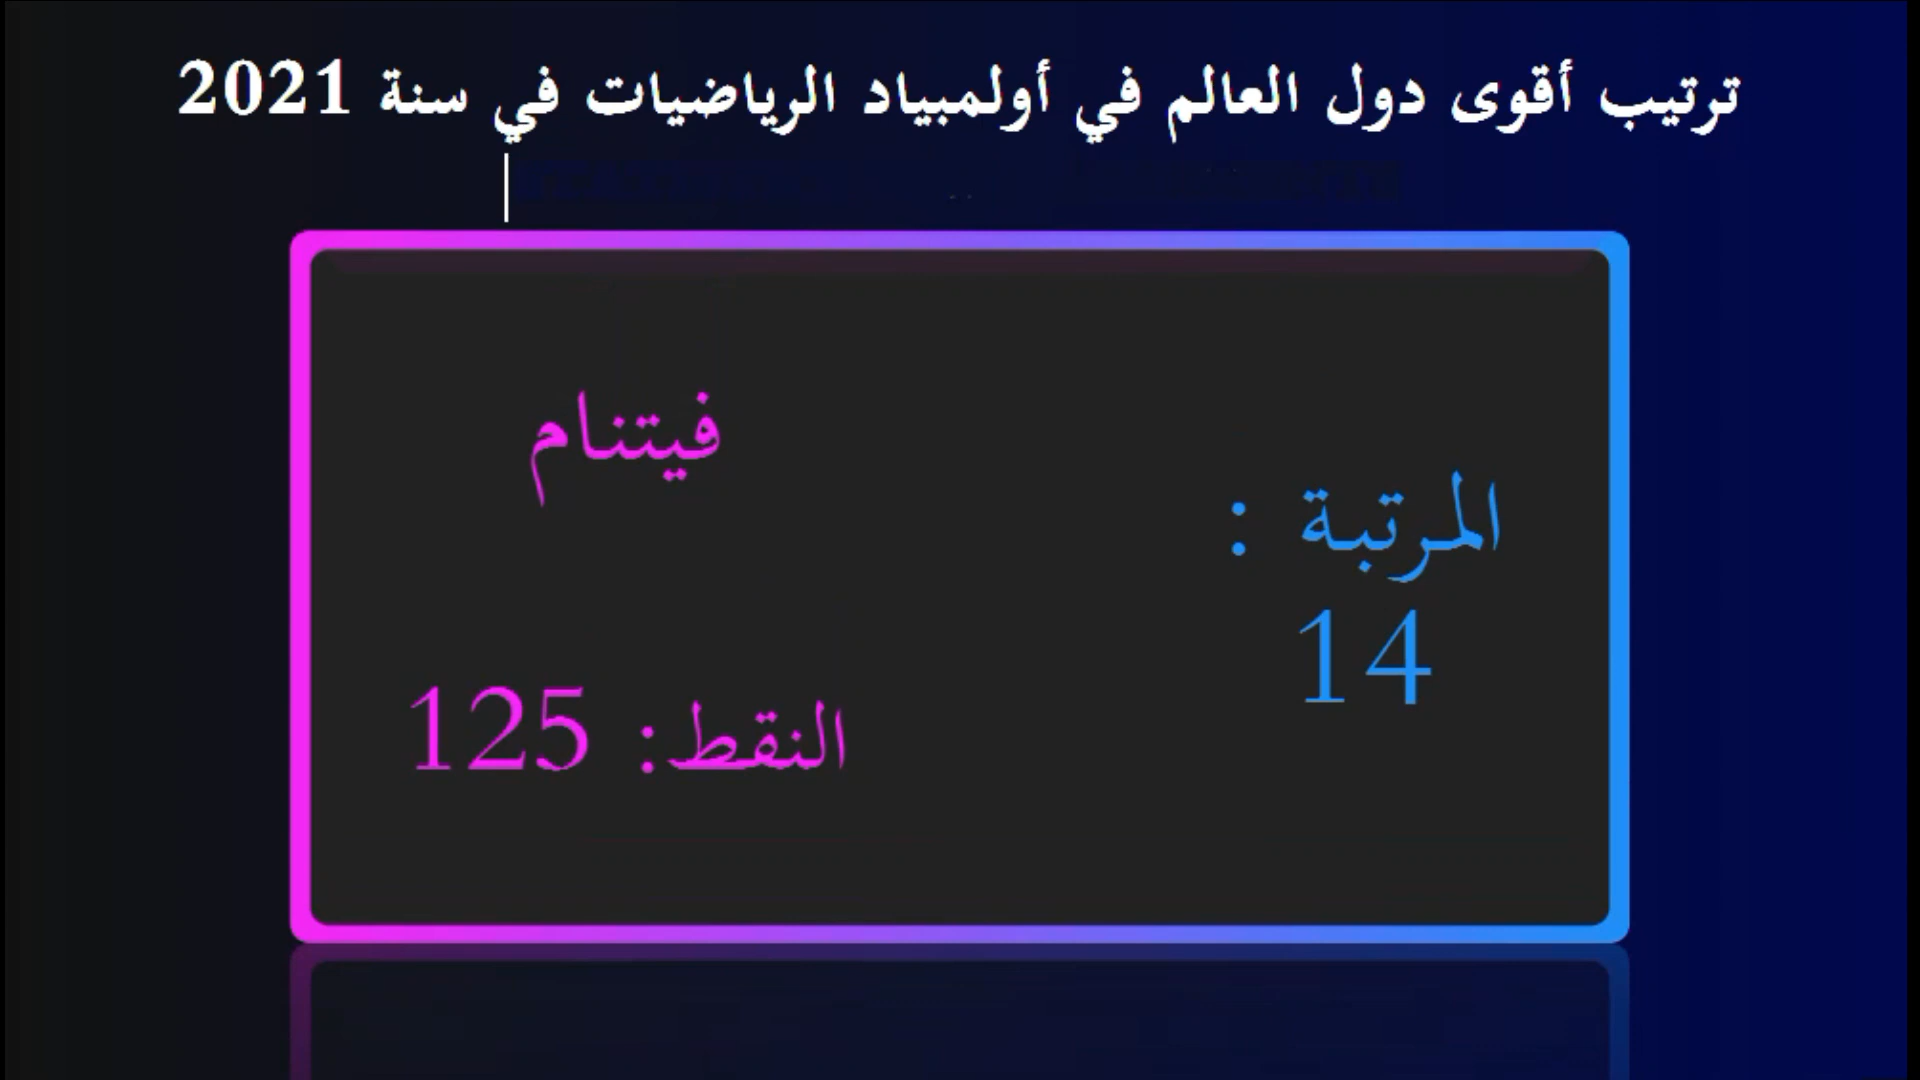 ترتيب أقوى دول العالم في أولمبياد الرياضيات في سنة 2021
المرتبة :
14
فيتنام
النقط: 125